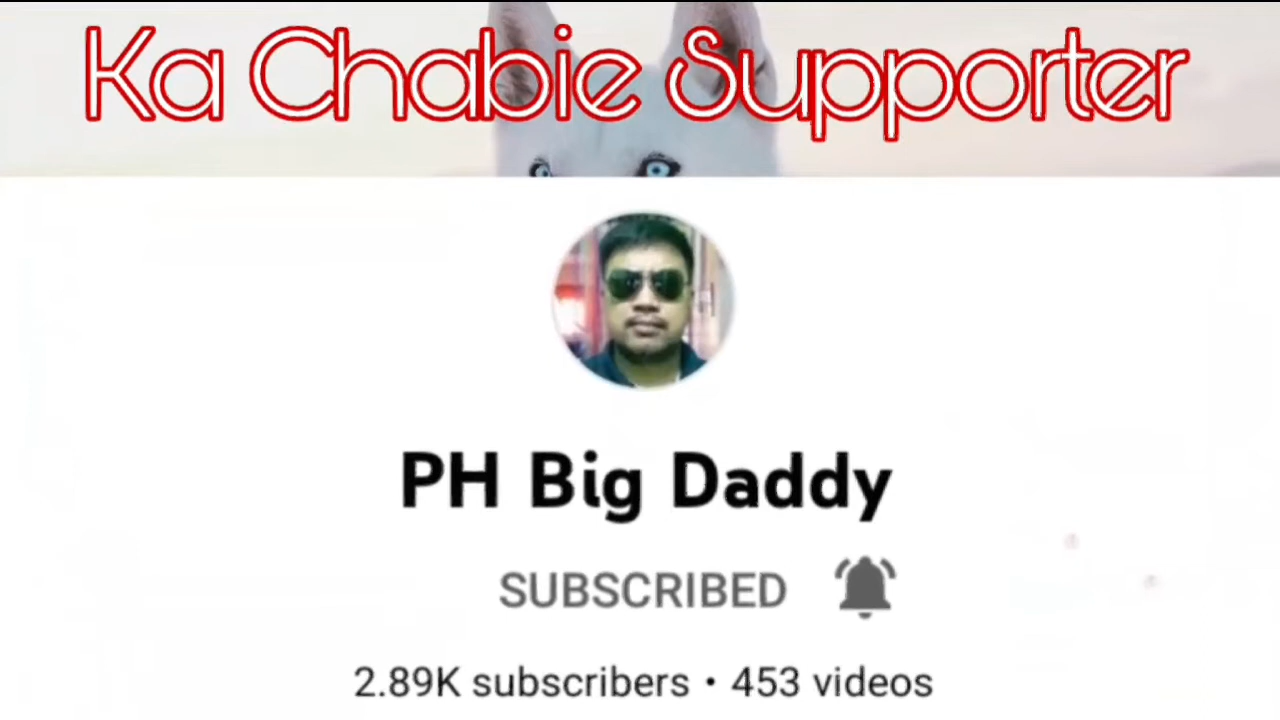 Ka Chabie Supporter
PH Big Daddy
SUBSCRIBED
2.89K subscribers • 453 videos